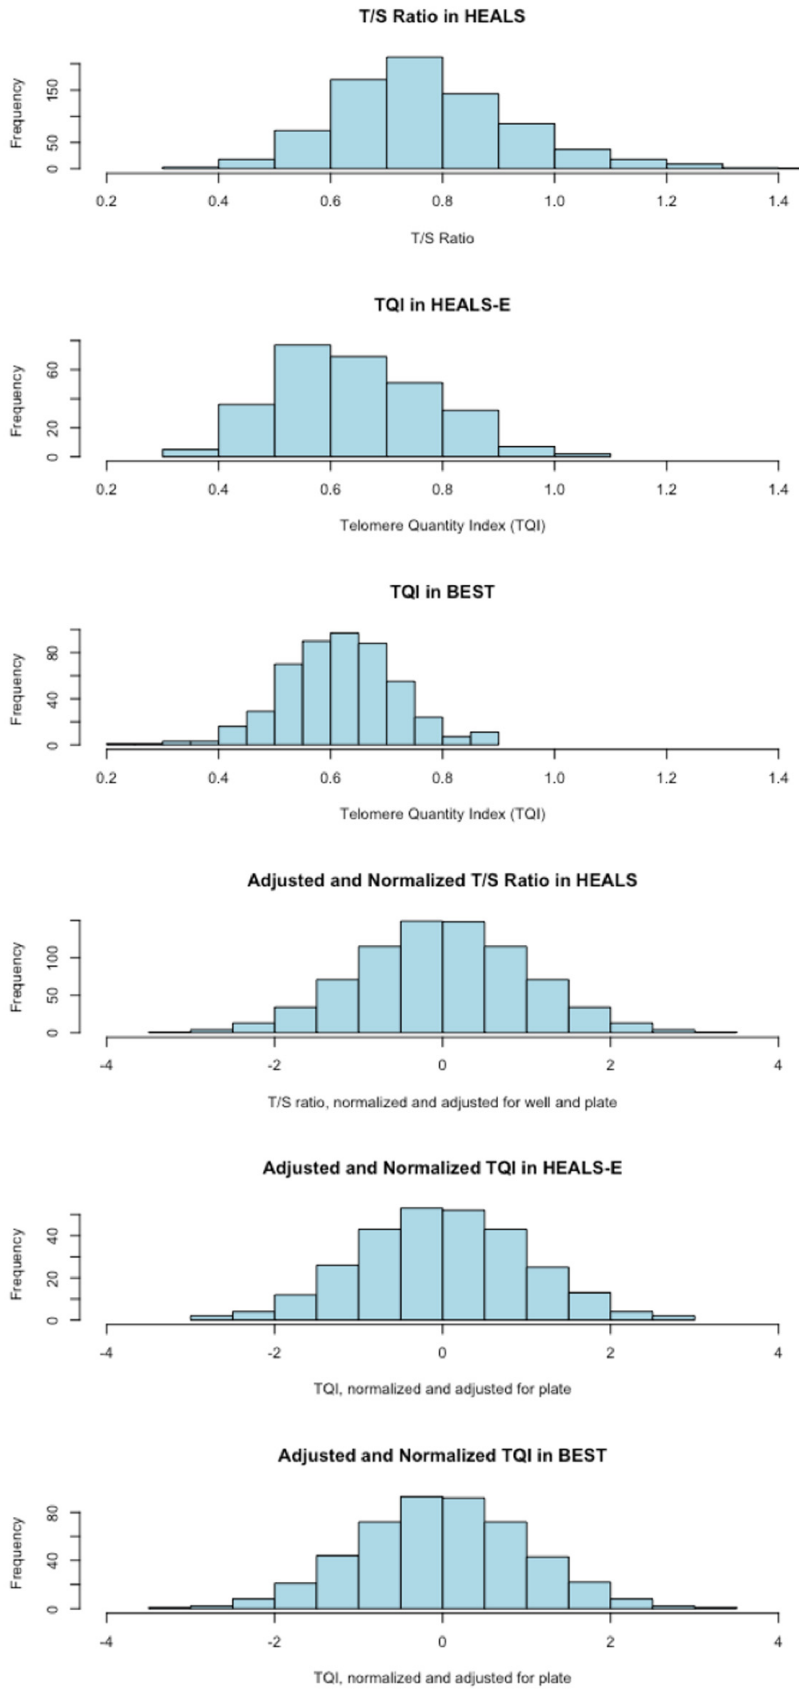 T/S Ratio in HEALS
Frequency
0 50 150
0.2 0.4 0.6 0.8 1.0 1.2 1.4
T/S Ratio
TQI in HEALS-E
Frequency
0 20 60
0.2 0.4 0.6 0.8 1.0 1.2 1.4
Telomere Quantity Index (TQI)
TQI in BEST
Frequency
0 40 80
0.2 0.4 0.6 0.8 1.0 1.2 1.4
Telomere Quantity Index (TQI)
Adjusted and Normalized T/S Ratio in HEALS
Frequency
0 50 100
-4 -2 0 2 4
T/S ratio, normalized and adjusted for well and plate
Adjusted and Normalized TQI in HEALS-E
Frequency
0 20 40
-4 -2 0 2 4
TQI, normalized and adjusted for plate
Adjusted and Normalized TQI in BEST
Frequency
0 40 80
-4 -2 0 2 4
TQI, normalized and adjusted for plate